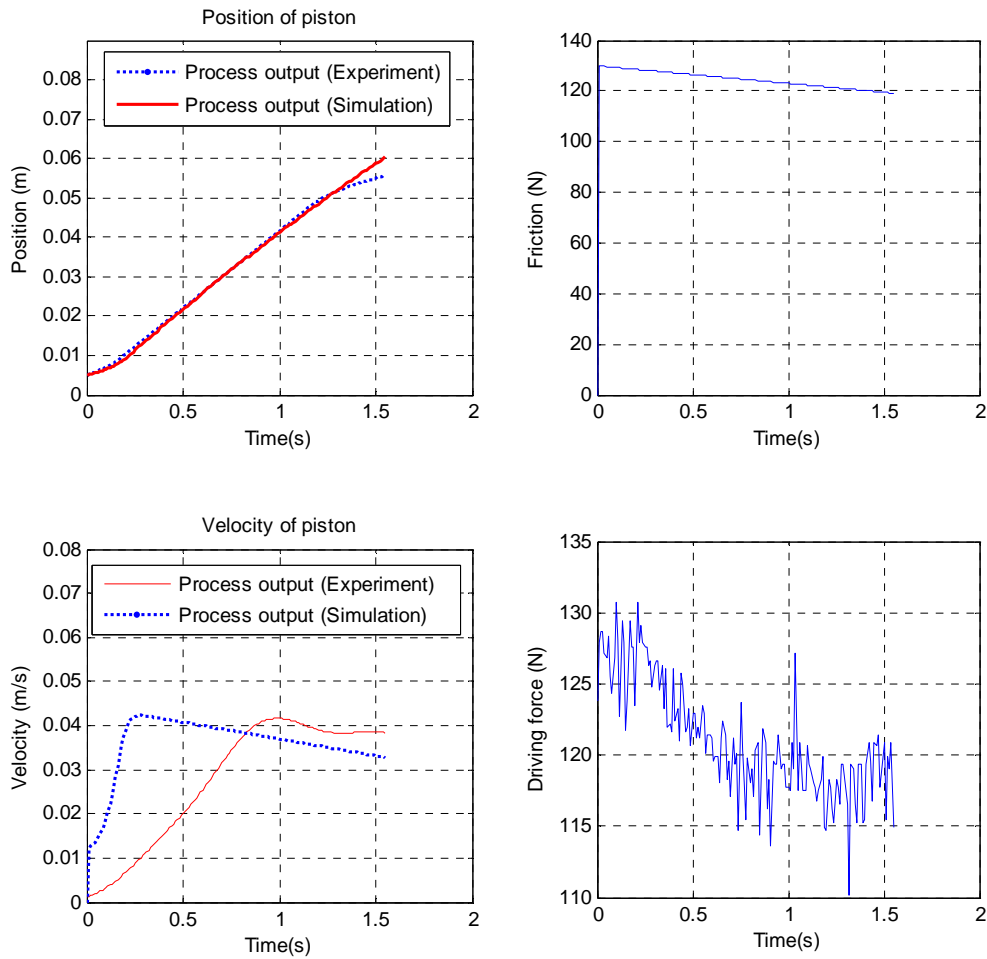 Position of piston
0.08
0.07
0.06
0.05
0.04
0.03
0.02
0.01
0
Position (m)
Process output (Experiment)
Process output (Simulation)
0 0.5 1 1.5 2
Time(s)
140
120
100
80
60
40
20
0
Friction (N)
0 0.5 1 1.5 2
Time(s)
Velocity of piston
0.08
0.07
0.06
0.05
0.04
0.03
0.02
0.01
0
Velocity (m/s)
Process output (Experiment)
Process output (Simulation)
0 0.5 1 1.5 2
Time(s)
135
130
125
120
115
110
Driving force (N)
0 0.5 1 1.5 2
Time(s)